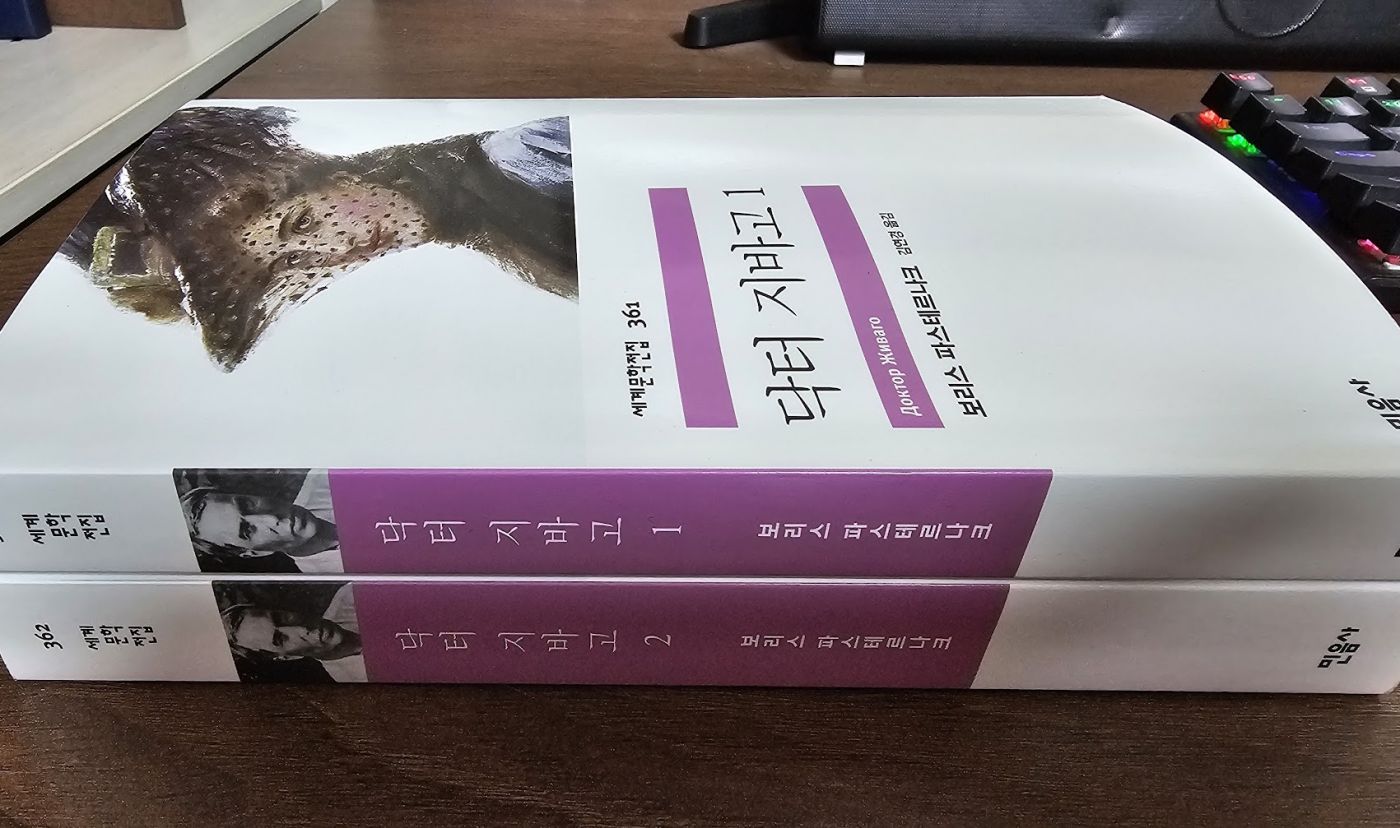 세계문학전집 361
닥터 지바고 1
Доктор Живаго
보리스 파스테르나크 김연경 옮김
민음사
세계
문학
전집
닥터 지바고 1
보리스 파스테르나크
362
세계
문학
전집
닥터 지바고 2
보리스 파스테르나크
민음사